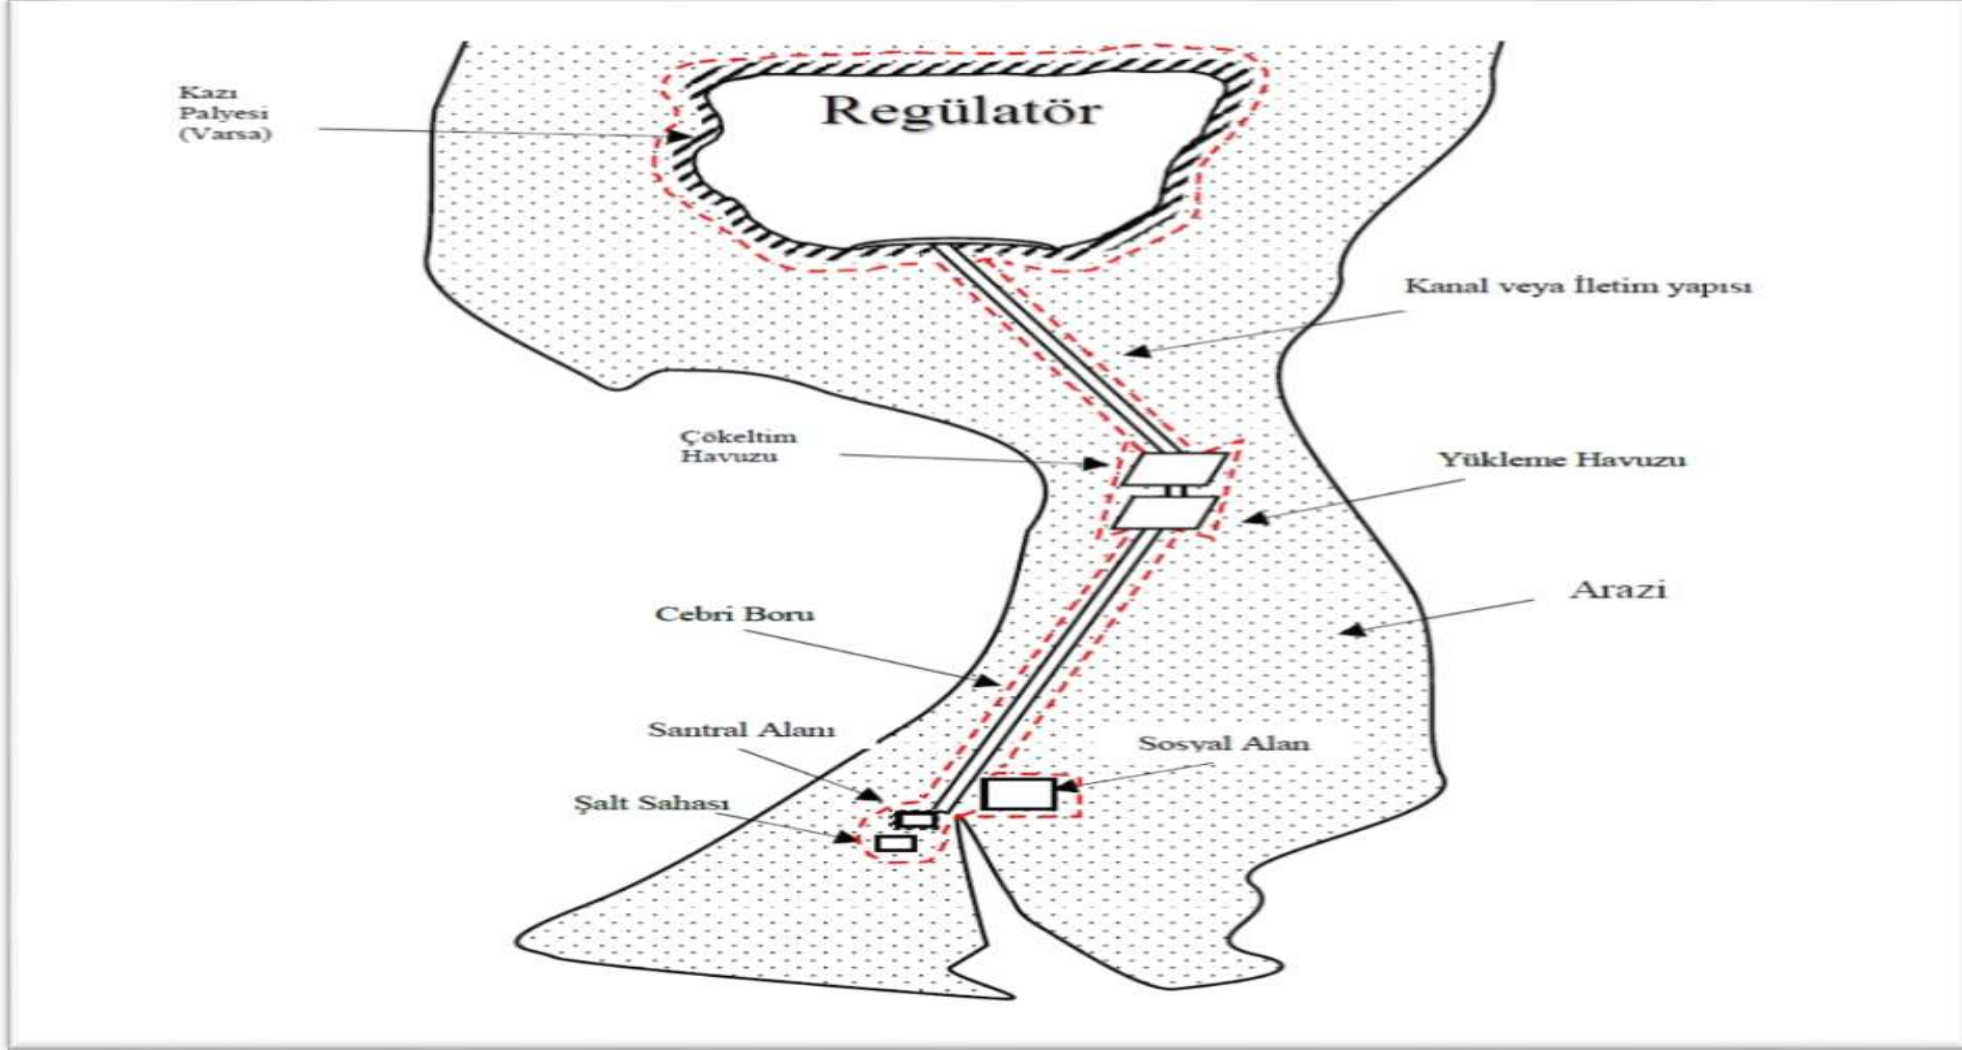 Kazı
Palyesi
(Varsa)
Regülatör
Kanal veya İletim yapısı
Çökeltim
Havuzu
Yükleme Havuzu
Arazi
Cebri Boru
Santral Alanı
Sosyal Alan
Şalt Sahası